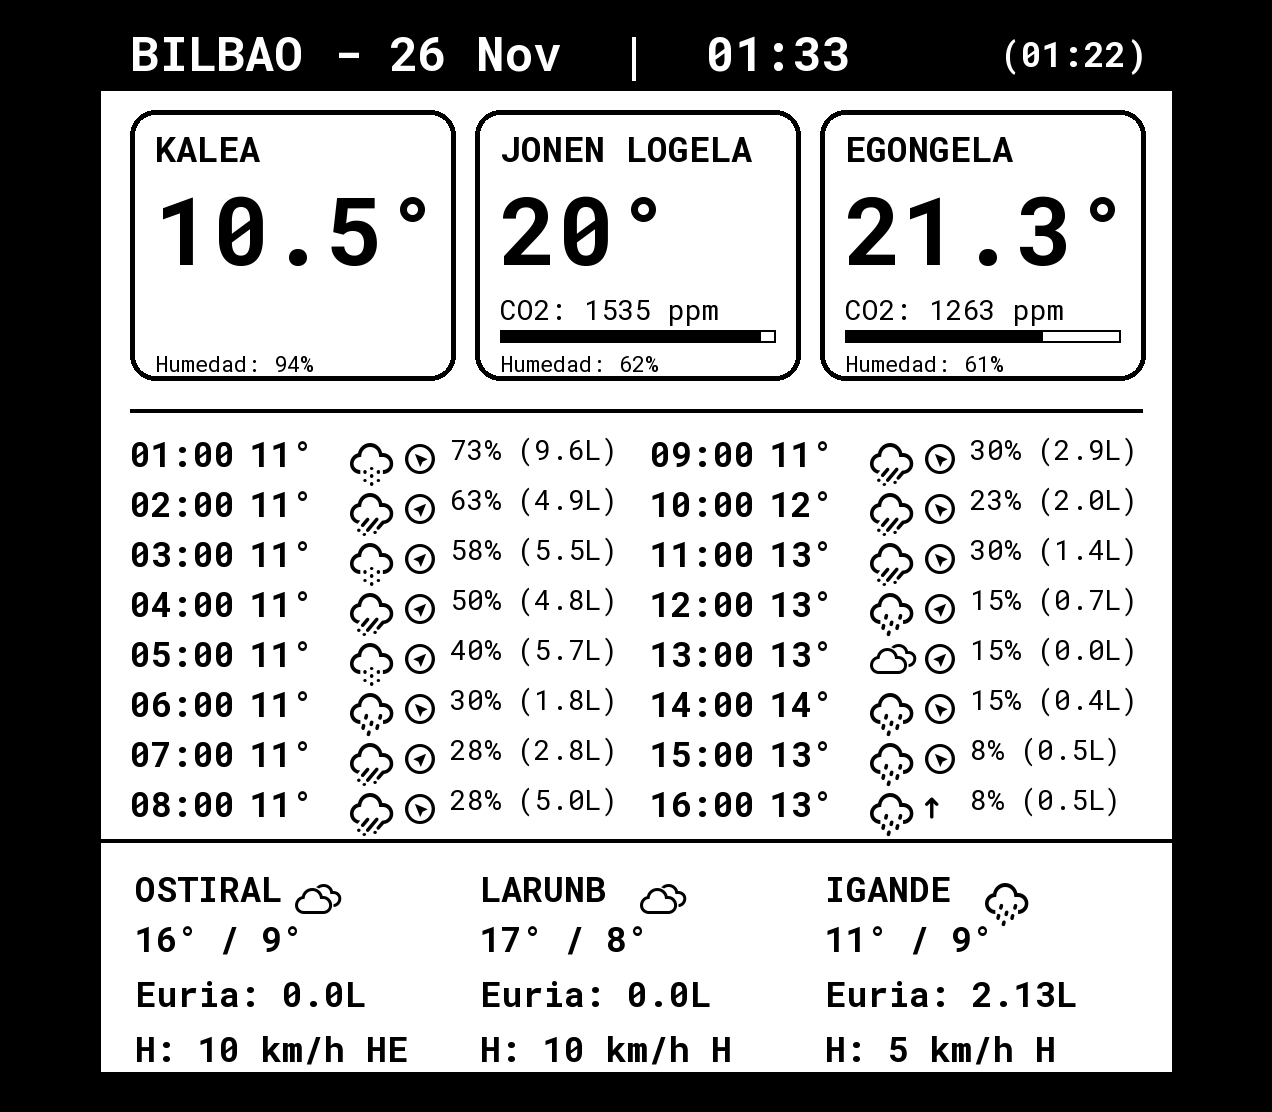 BILBAO - 26 Nov | 01:33 (01:22)
KALEA
10.5°
Humedad: 94%
JONEN LOGELA
20°
CO2: 1535 ppm
Humedad: 62%
EGONGELA
21.3°
CO2: 1263 ppm
Humedad: 61%
01:00 11° 73% (9.6L)
02:00 11° 63% (4.9L)
03:00 11° 58% (5.5L)
04:00 11° 50% (4.8L)
05:00 11° 40% (5.7L)
06:00 11° 30% (1.8L)
07:00 11° 28% (2.8L)
08:00 11° 28% (5.0L)
09:00 11° 30% (2.9L)
10:00 12° 23% (2.0L)
11:00 13° 30% (1.4L)
12:00 13° 15% (0.7L)
13:00 13° 15% (0.0L)
14:00 14° 15% (0.4L)
15:00 13° 8% (0.5L)
16:00 13° ↑ 8% (0.5L)
OSTIRAL
16° / 9°
Euria: 0.0L
H: 10 km/h HE
LARUNB
17° / 8°
Euria: 0.0L
H: 10 km/h H
IGANDE
11° / 9°
Euria: 2.13L
H: 5 km/h H